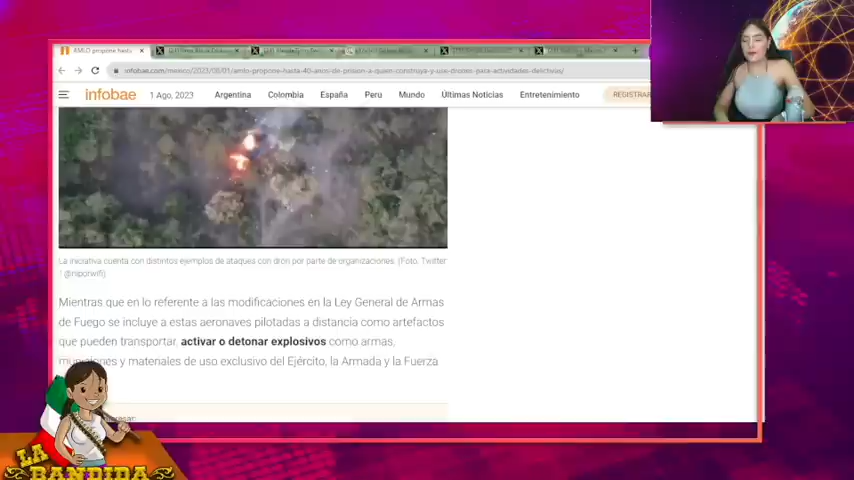 AMLO propone hasta
infobae.com/mexico/2023/08/01/amlo-propone-hasta-40-anos-de-prision-a-quien-construya-y-use-drones-para-actividades-delictivas/
infobae
1 Ago, 2023
Argentina
Colombia
España
Peru
Mundo
Últimas Noticias
Entretenimiento
REGISTRAR
La iniciativa cuenta con distintos ejemplos de ataques con dron por parte de organizaciones. (Foto: Twitter
/ @niporwifi)
Mientras que en lo referente a las modificaciones en la Ley General de Armas
de Fuego se incluye a estas aeronaves pilotadas a distancia como artefactos
que pueden transportar, activar o detonar explosivos como armas,
municiones y materiales de uso exclusivo del Ejército, la Armada y la Fuerza
LA
BANDIDA